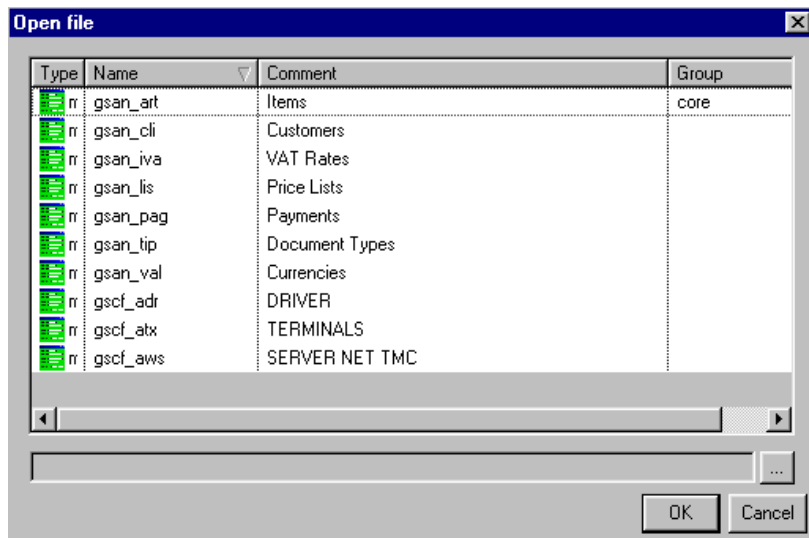 Open file
Type Name Comment Group
gsan_art Items core
gsan_cli Customers
gsan_iva VAT Rates
gsan_lis Price Lists
gsan_pag Payments
gsan_tip Document Types
gsan_val Currencies
gscf_adr DRIVER
gscf_atx TERMINALS
gscf_aws SERVER NET TMC
...
OK Cancel